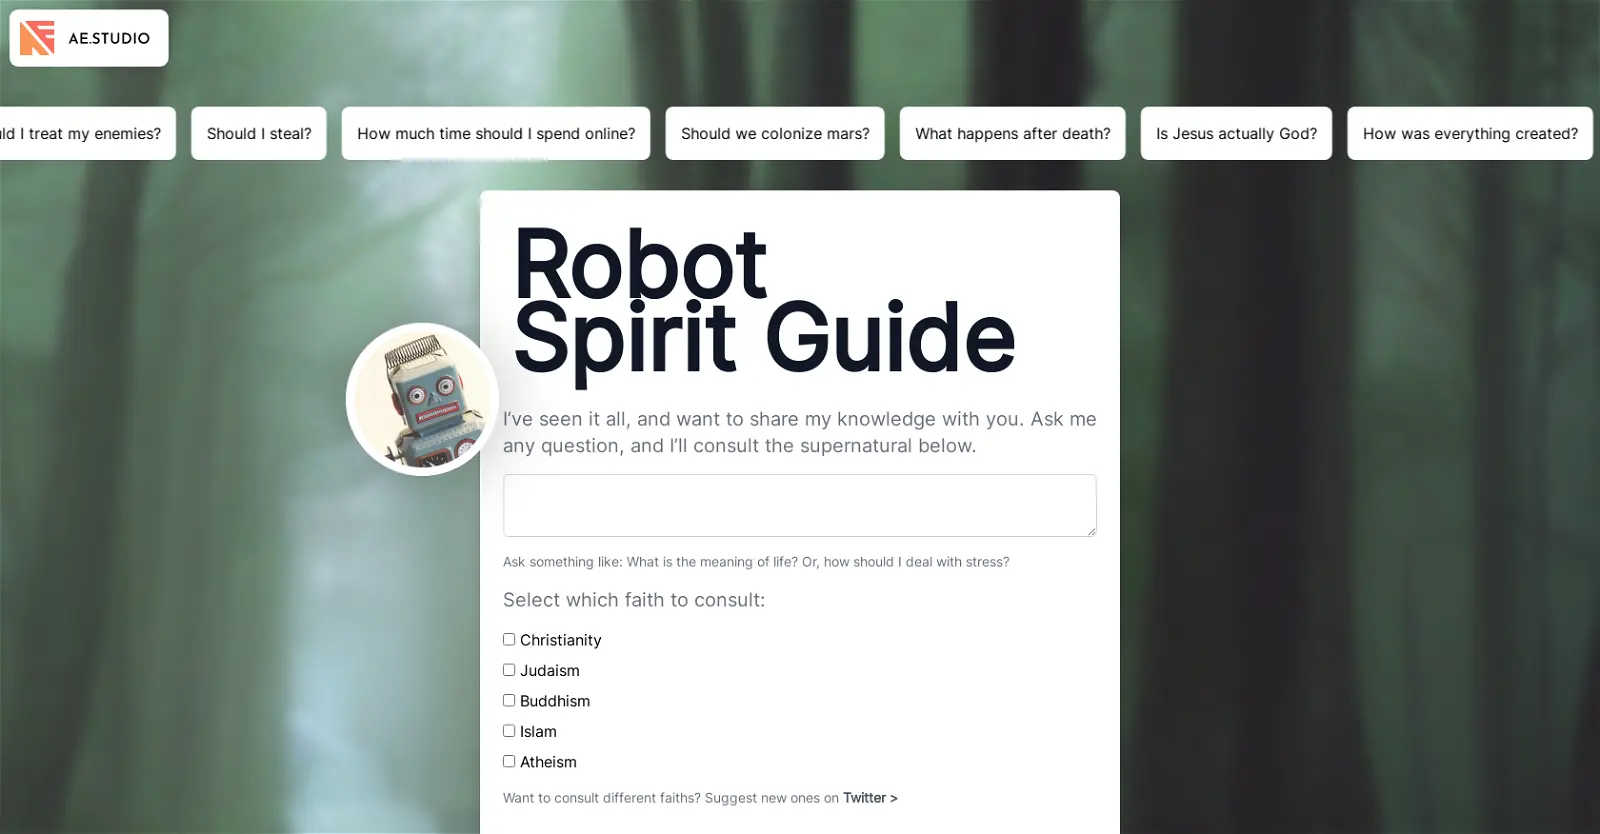 AE.STUDIO
ld I treat my enemies?
Should I steal?
How much time should I spend online?
Should we colonize mars?
What happens after death?
Is Jesus actually God?
How was everything created?
Robot
Spirit Guide
I’ve seen it all, and want to share my knowledge with you. Ask me
any question, and I’ll consult the supernatural below.
Ask something like: What is the meaning of life? Or, how should I deal with stress?
Select which faith to consult:
Christianity
Judaism
Buddhism
Islam
Atheism
Want to consult different faiths? Suggest new ones on Twitter >